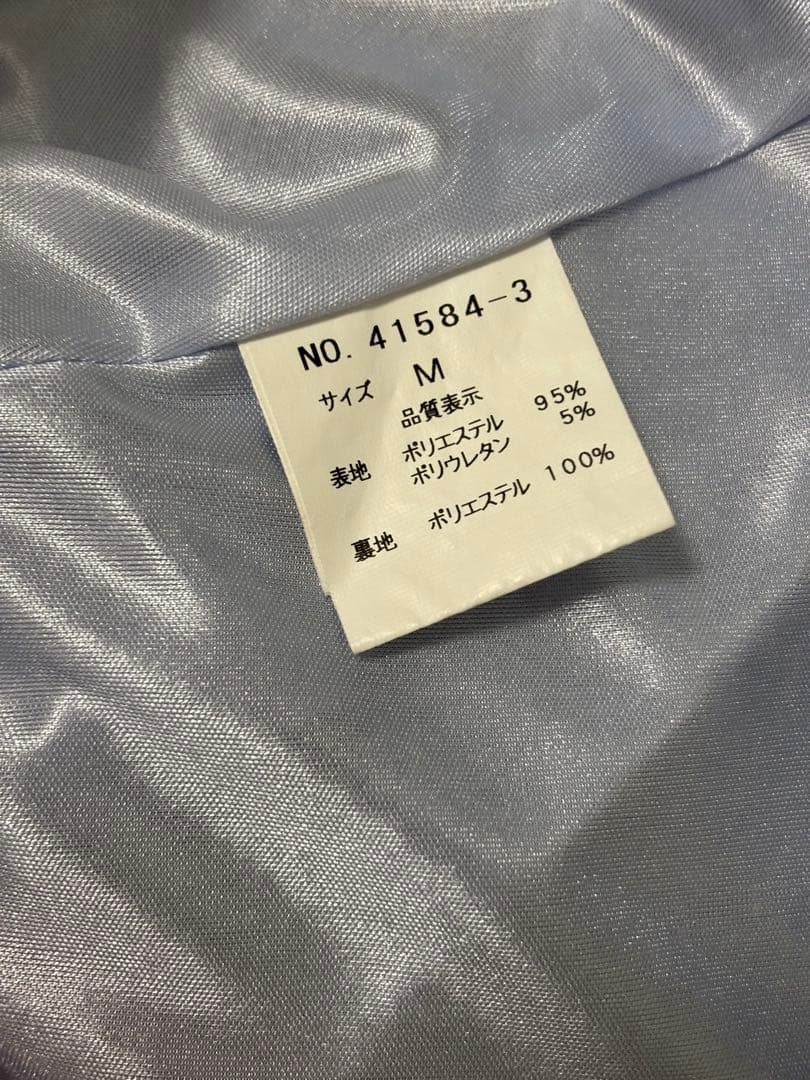 NO. 41584-3
サイズ M
品質表示
表地 ポリエステル 95%
ポリウレタン 5%
裏地 ポリエステル 100%